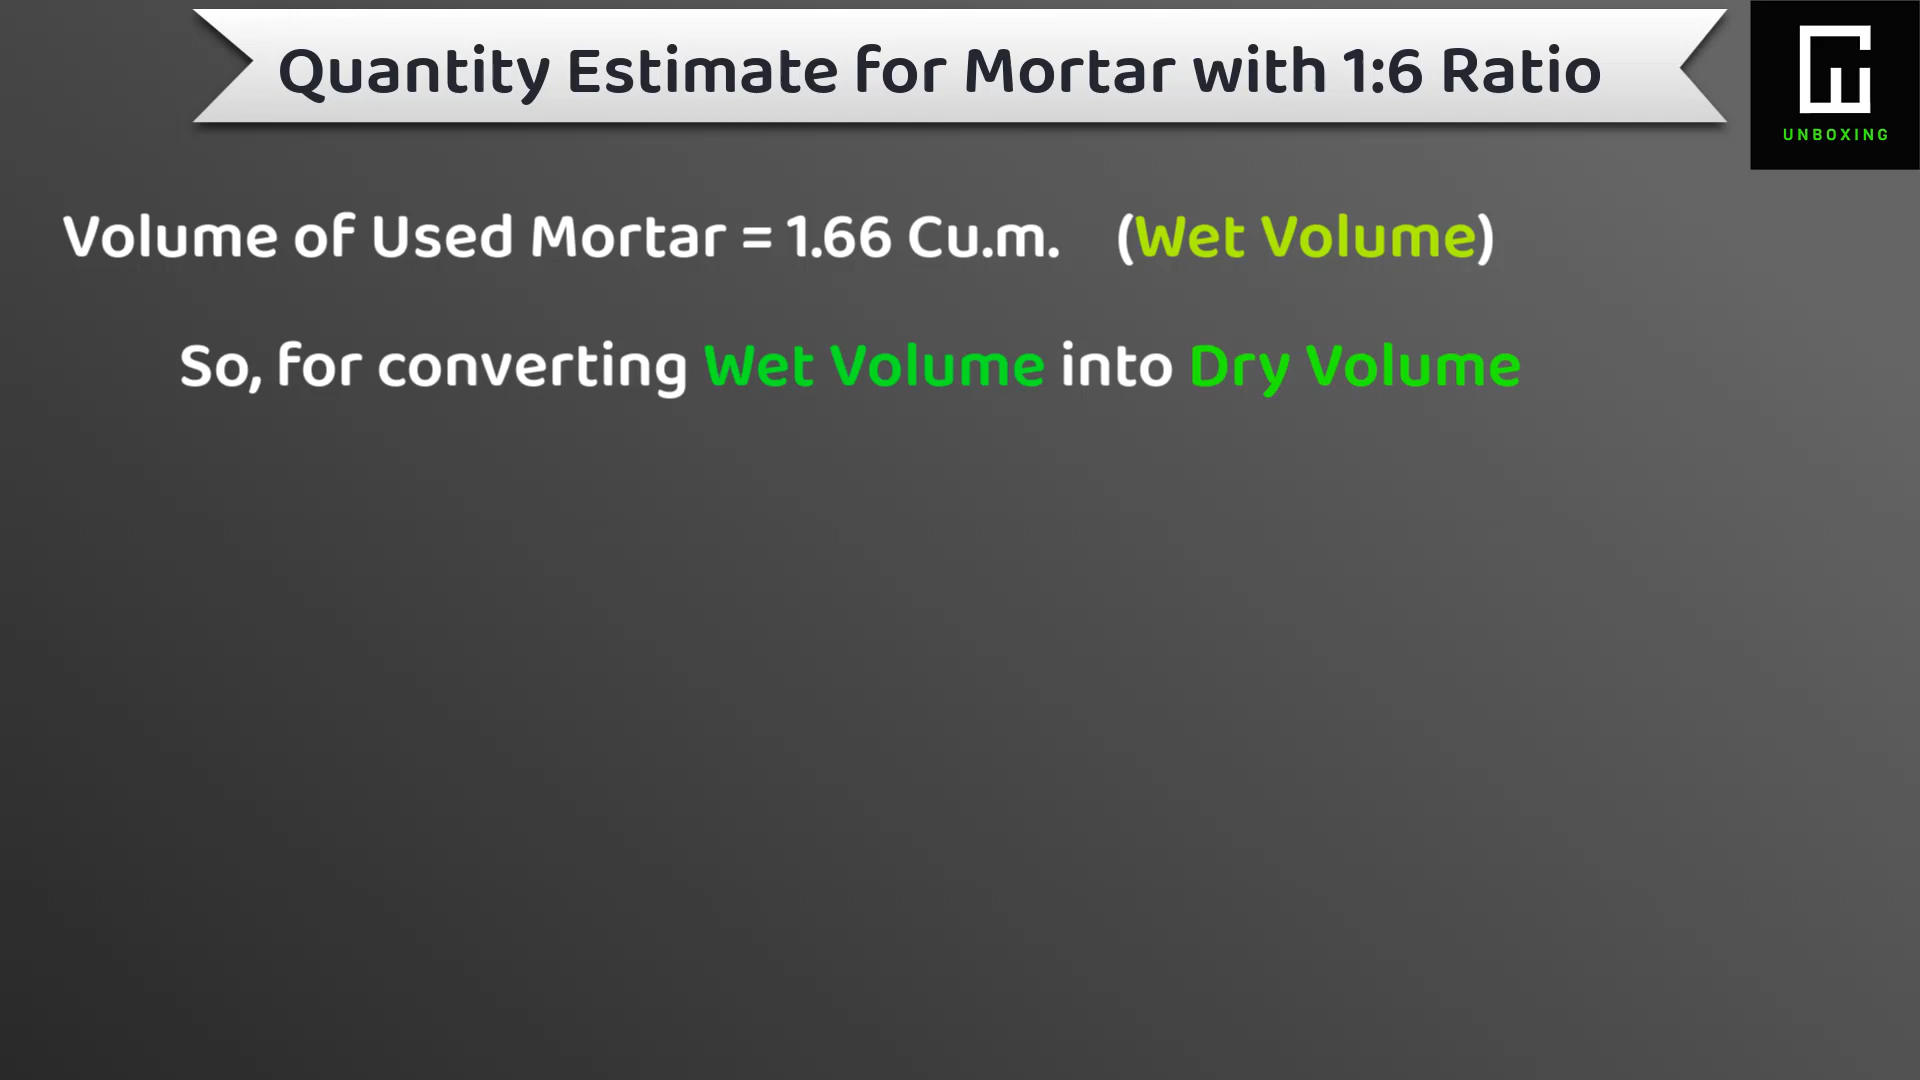 Quantity Estimate for Mortar with 1:6 Ratio
UNBOXING
Volume of Used Mortar = 1.66 Cu.m. (Wet Volume)
So, for converting Wet Volume into Dry Volume